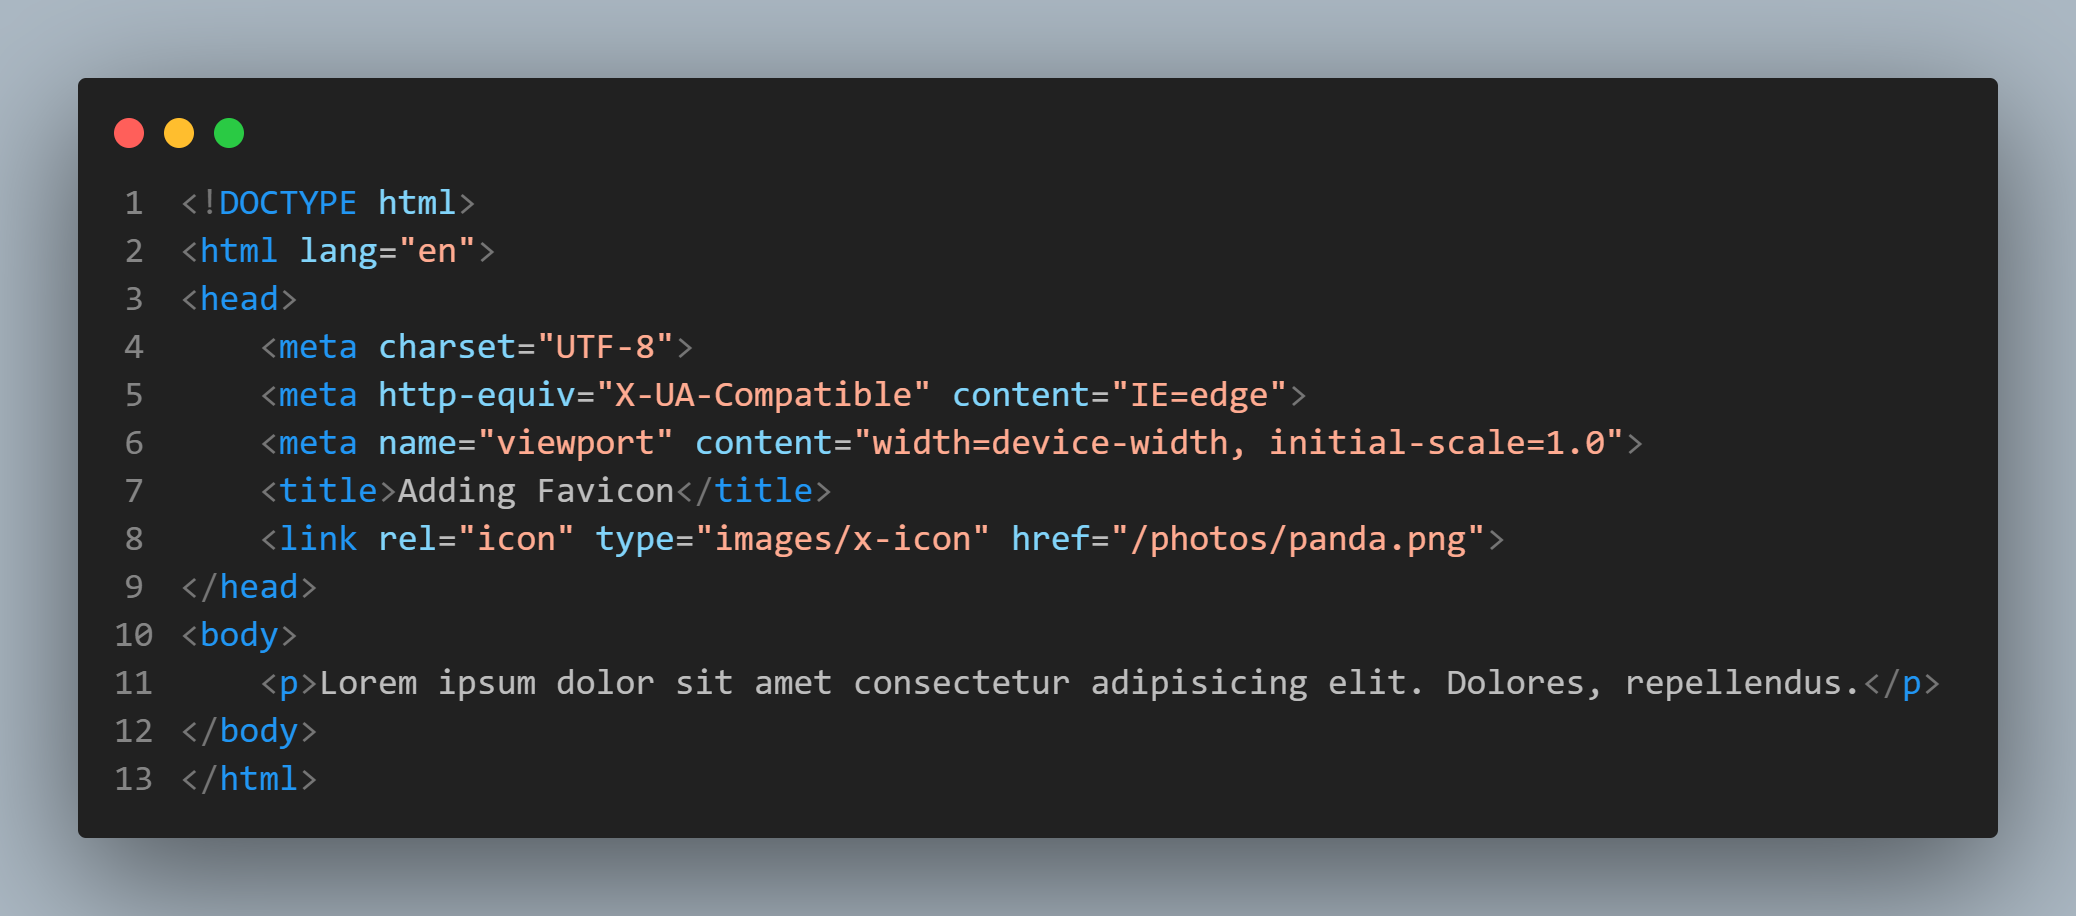 1 <!DOCTYPE html>
2 <html lang="en">
3 <head>
4     <meta charset="UTF-8">
5     <meta http-equiv="X-UA-Compatible" content="IE=edge">
6     <meta name="viewport" content="width=device-width, initial-scale=1.0">
7     <title>Adding Favicon</title>
8     <link rel="icon" type="images/x-icon" href="/photos/panda.png">
9 </head>
10 <body>
11     <p>Lorem ipsum dolor sit amet consectetur adipisicing elit. Dolores, repellendus.</p>
12 </body>
13 </html>